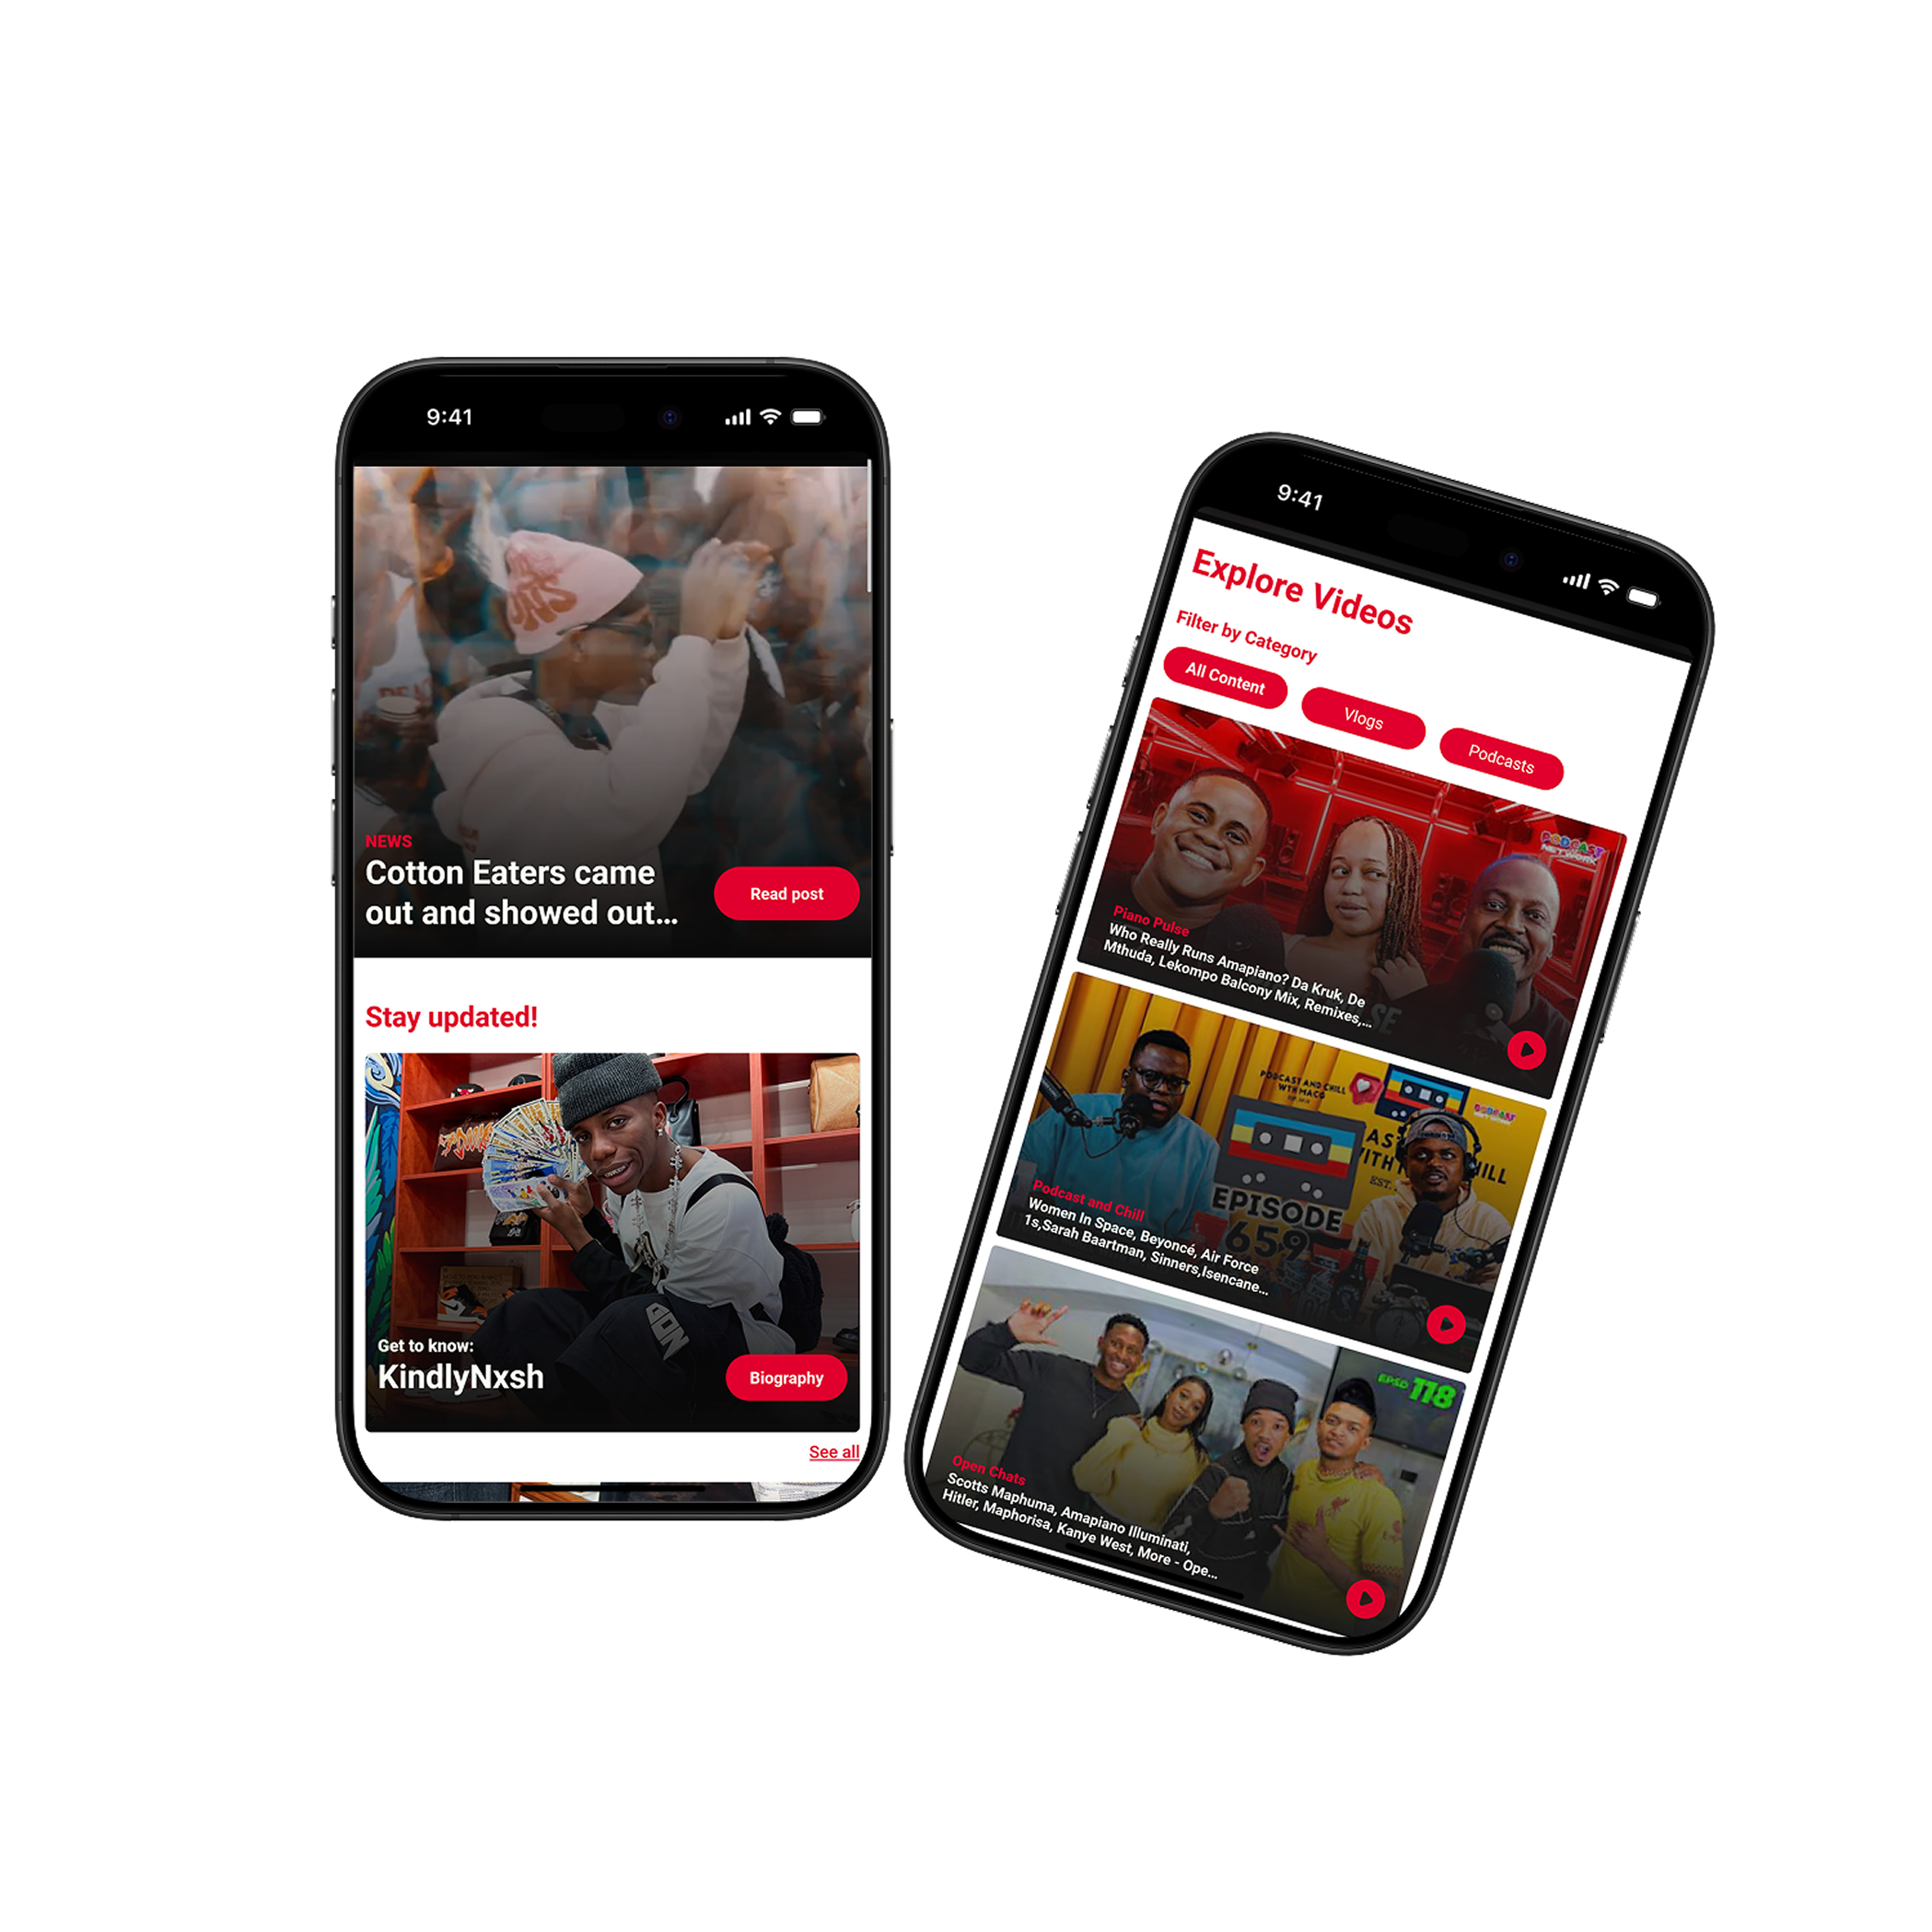 9:41
NEWS
Cotton Eaters came
out and showed out...
Read post
Stay updated!
Get to know:
KindlyNxsh
Biography
See all
9:41
Explore Videos
Filter by Category
All Content
Vlogs
Podcasts
PODCAST
NETWORK
Piano Pulse
Who Really Runs Amapiano? Da Kruk, De
Mthuda, Lekompo Balcony Mix, Remixes,...
PODCAST AND CHILL
WITH MACG
EPISODE
659
Podcast and Chill
Women In Space, Beyoncé, Air Force
1s,Sarah Baartman, Sinners,Isencane...
EPSD 118
Open Chats
Scotts Maphuma, Amapiano Illuminati,
Hitler, Maphorisa, Kanye West, More - Ope...